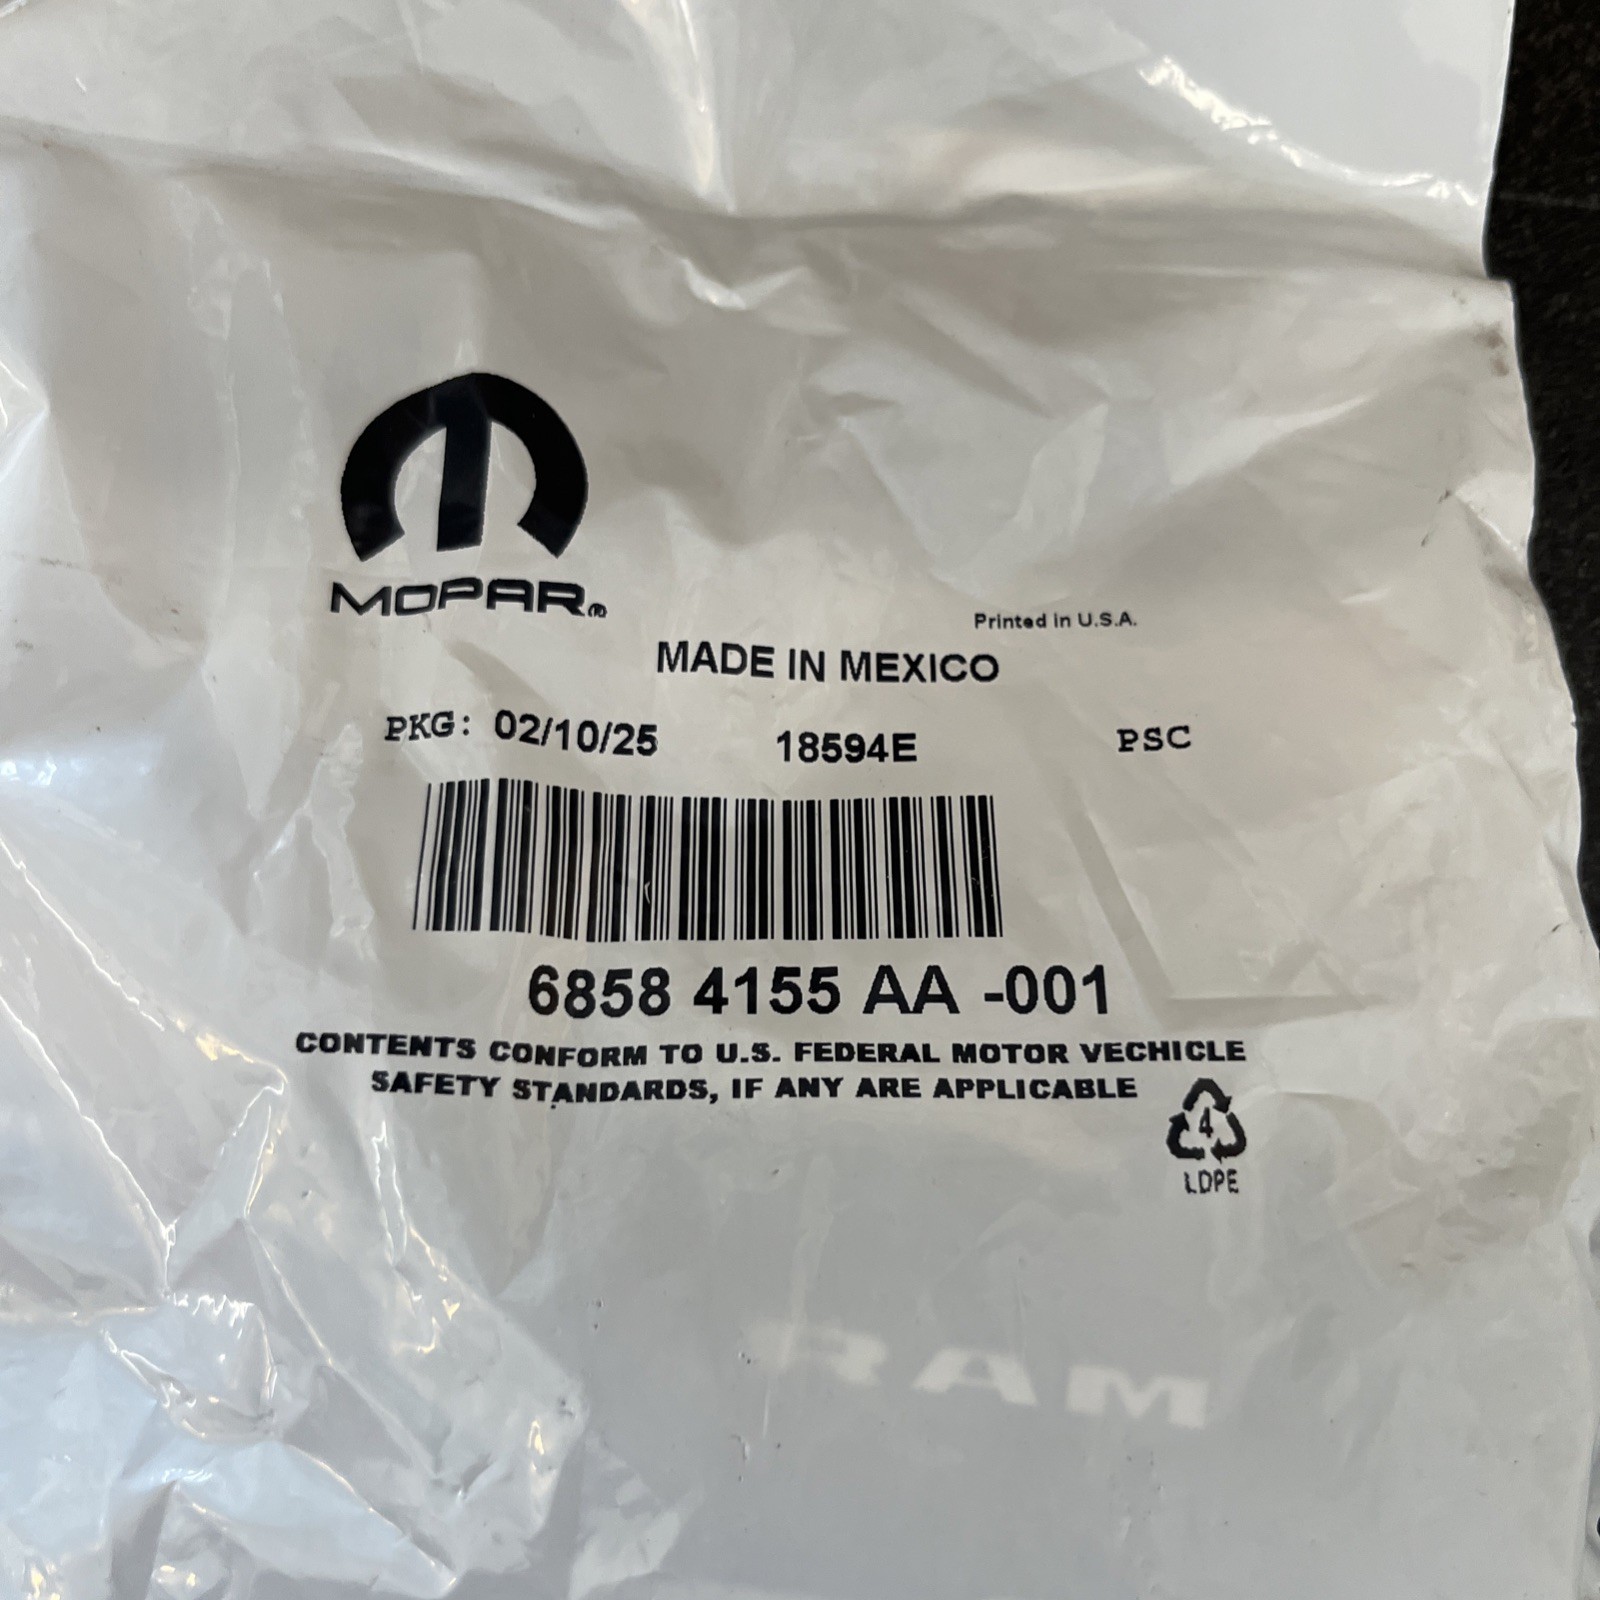 MOPAR®
Printed in U.S.A.
MADE IN MEXICO
PKG: 02/10/25 18594E PSC
6858 4155 AA -001
CONTENTS CONFORM TO U.S. FEDERAL MOTOR VECHICLE
SAFETY STANDARDS, IF ANY ARE APPLICABLE
4
LDPE
RAM